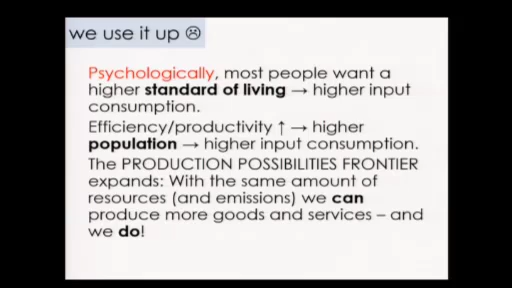 we use it up ☹
Psychologically, most people want a
higher standard of living → higher input
consumption.
Efficiency/productivity ↑ → higher
population → higher input consumption.
The PRODUCTION POSSIBILITIES FRONTIER
expands: With the same amount of
resources (and emissions) we can
produce more goods and services – and
we do!